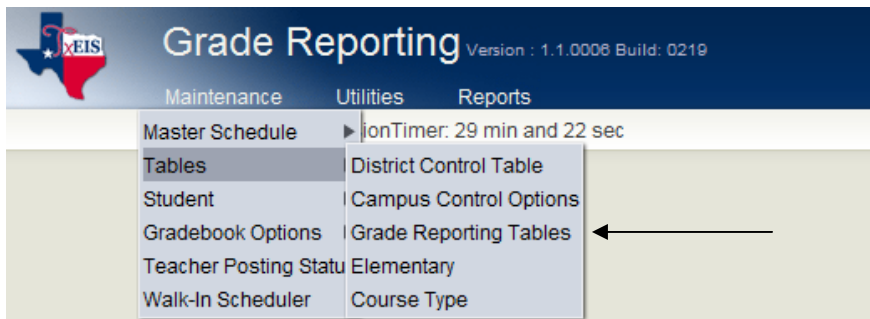 TxEIS
Grade Reporting Version : 1.1.0006 Build: 0219
Maintenance Utilities Reports
ionTimer: 29 min and 22 sec
Master Schedule
Tables
Student
Gradebook Options
Teacher Posting Statu
Walk-In Scheduler
District Control Table
Campus Control Options
Grade Reporting Tables
Elementary
Course Type